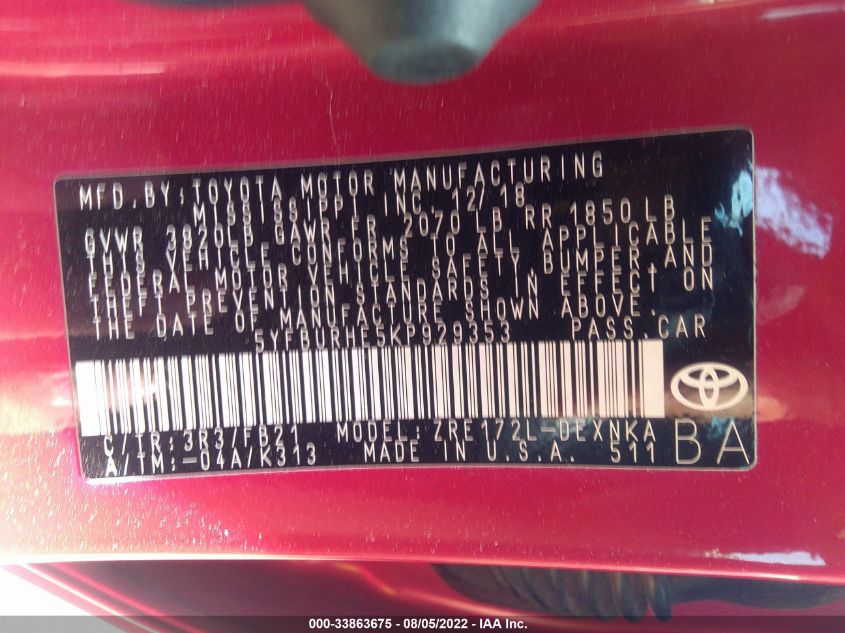 MFD. BY: TOYOTA MOTOR MANUFACTURING
MISSISSIPPI INC. 12/18
GVWR 3920LB GAWR FR 2070 LB RR 1850 LB
THIS VEHICLE CONFORMS TO ALL APPLICABLE
FEDERAL MOTOR VEHICLE SAFETY, BUMPER AND
THEFT PREVENTION STANDARDS IN EFFECT ON
THE DATE OF MANUFACTURE SHOWN ABOVE.
5YFBURHE5KP929353 PASS.CAR
C/TR: 3R3/FB21 MODEL: ZRE172L-DEXNKA
A/TM: -04A/K313 MADE IN U.S.A. 511 BA
000-33863675 - 08/05/2022 - IAA Inc.